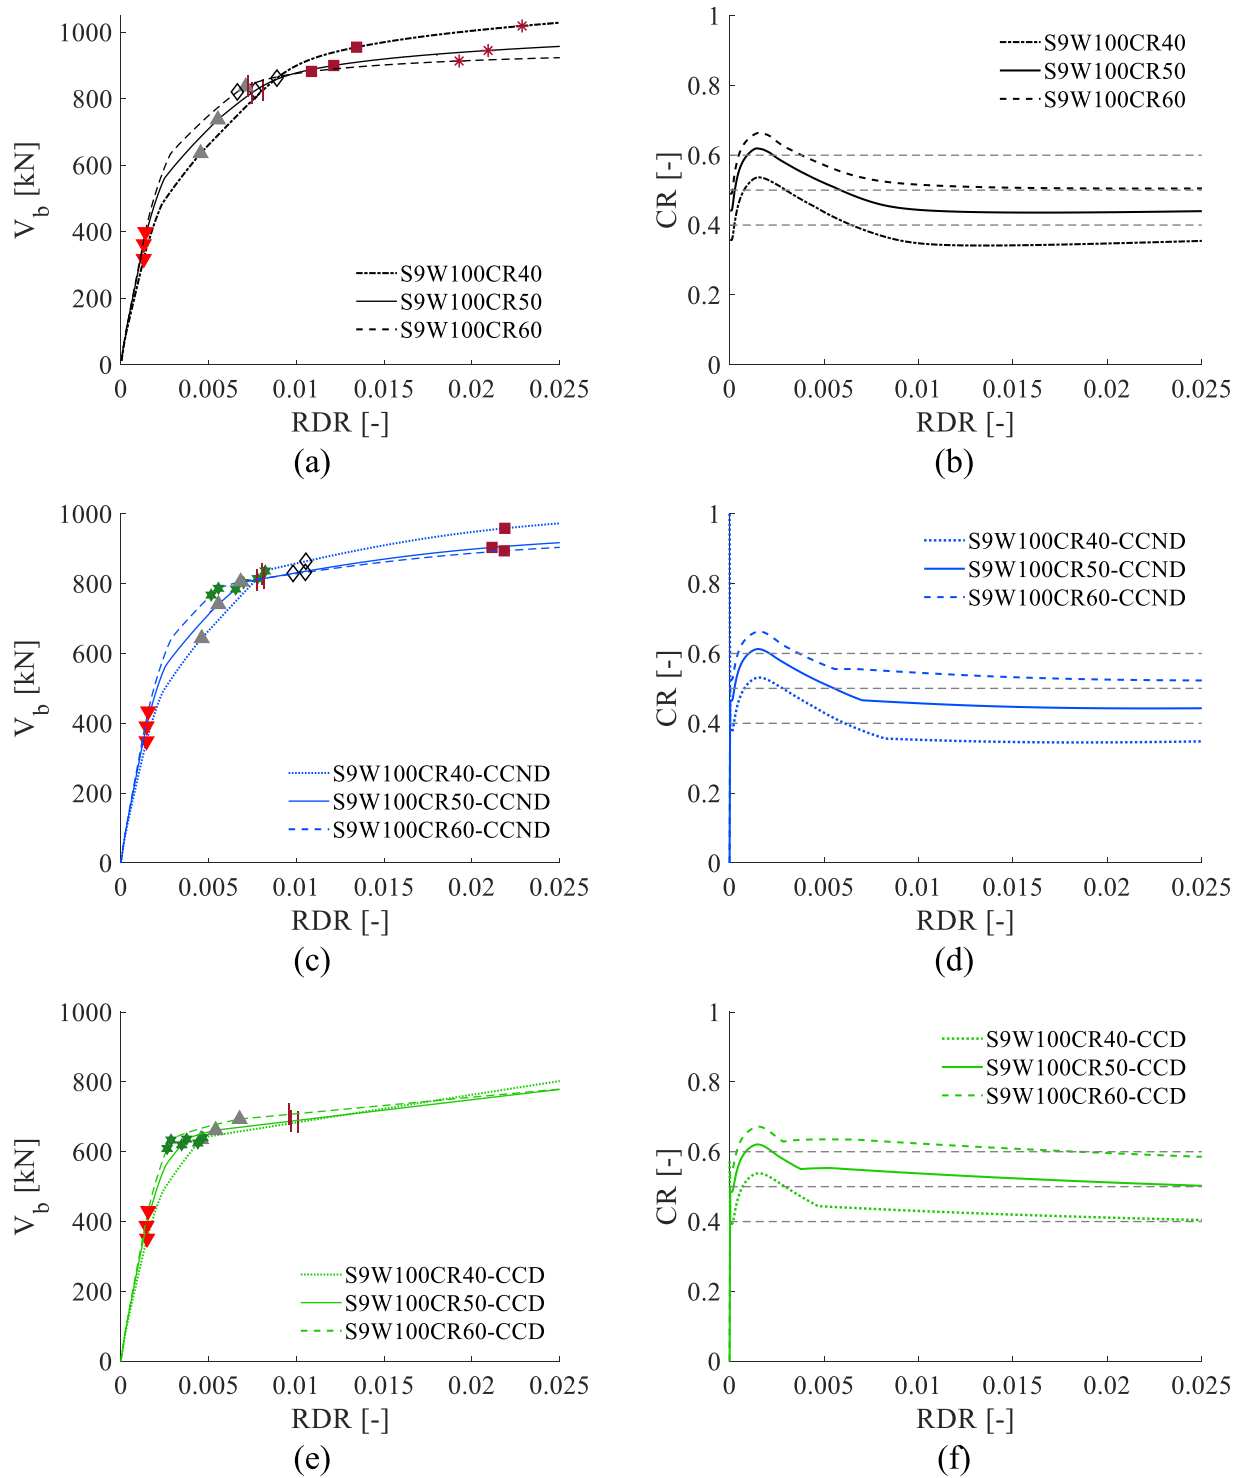 1000
800
600
400
200
0
V_b [kN]
S9W100CR40
S9W100CR50
S9W100CR60
0 0.005 0.01 0.015 0.02 0.025
RDR [-]
(a)
1
0.8
0.6
0.4
0.2
0
CR [-]
S9W100CR40
S9W100CR50
S9W100CR60
0 0.005 0.01 0.015 0.02 0.025
RDR [-]
(b)
1000
800
600
400
200
0
V_b [kN]
S9W100CR40-CCND
S9W100CR50-CCND
S9W100CR60-CCND
0 0.005 0.01 0.015 0.02 0.025
RDR [-]
(c)
1
0.8
0.6
0.4
0.2
0
CR [-]
S9W100CR40-CCND
S9W100CR50-CCND
S9W100CR60-CCND
0 0.005 0.01 0.015 0.02 0.025
RDR [-]
(d)
1000
800
600
400
200
0
V_b [kN]
S9W100CR40-CCD
S9W100CR50-CCD
S9W100CR60-CCD
0 0.005 0.01 0.015 0.02 0.025
RDR [-]
(e)
1
0.8
0.6
0.4
0.2
0
CR [-]
S9W100CR40-CCD
S9W100CR50-CCD
S9W100CR60-CCD
0 0.005 0.01 0.015 0.02 0.025
RDR [-]
(f)